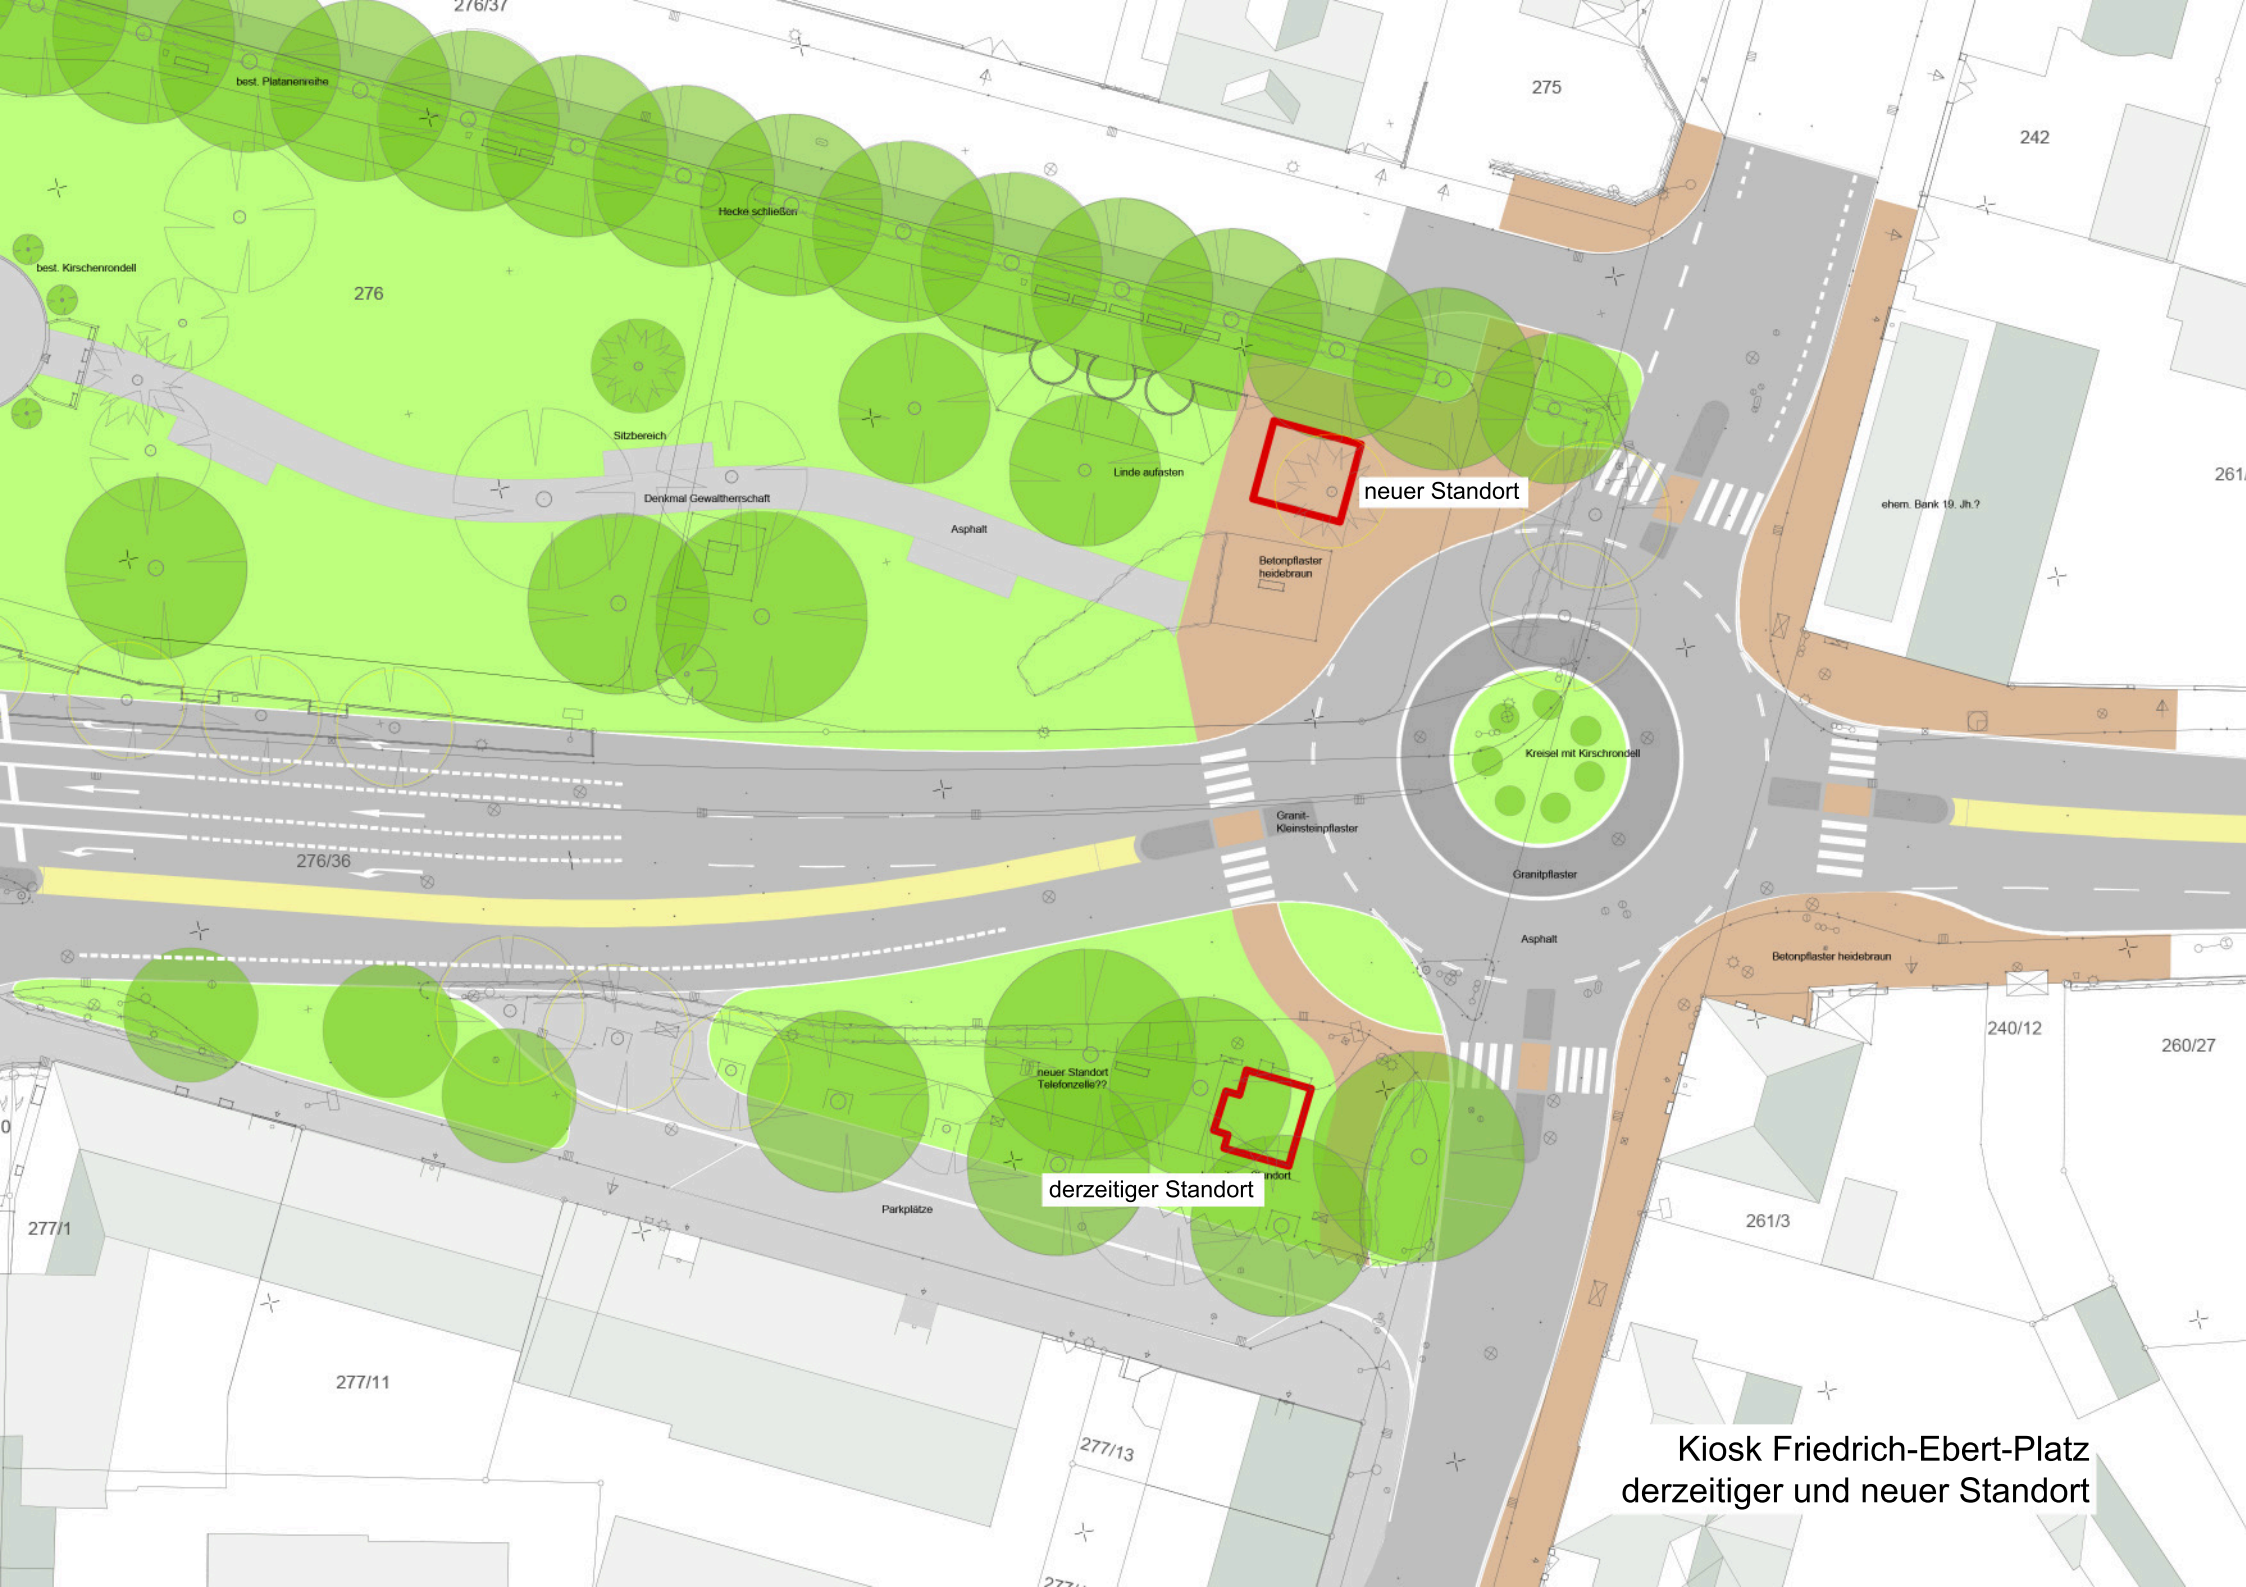 276/37
best. Platanenreihe
275
242
Hecke schließen
best. Kirschenrondell
276
Sitzbereich
Linde aufasten
261/
neuer Standort
Denkmal Gewaltherrschaft
ehem. Bank 19. Jh.?
Asphalt
Betonpflaster
heidebraun
Kreisel mit Kirschrondell
Granit-
Kleinsteinpflaster
276/36
Granitpflaster
Asphalt
Betonpflaster heidebraun
240/12
260/27
neuer Standort
Telefonzelle??
derzeitiger Standort
ndort
Parkplätze
277/1
261/3
277/11
277/13
Kiosk Friedrich-Ebert-Platz
derzeitiger und neuer Standort